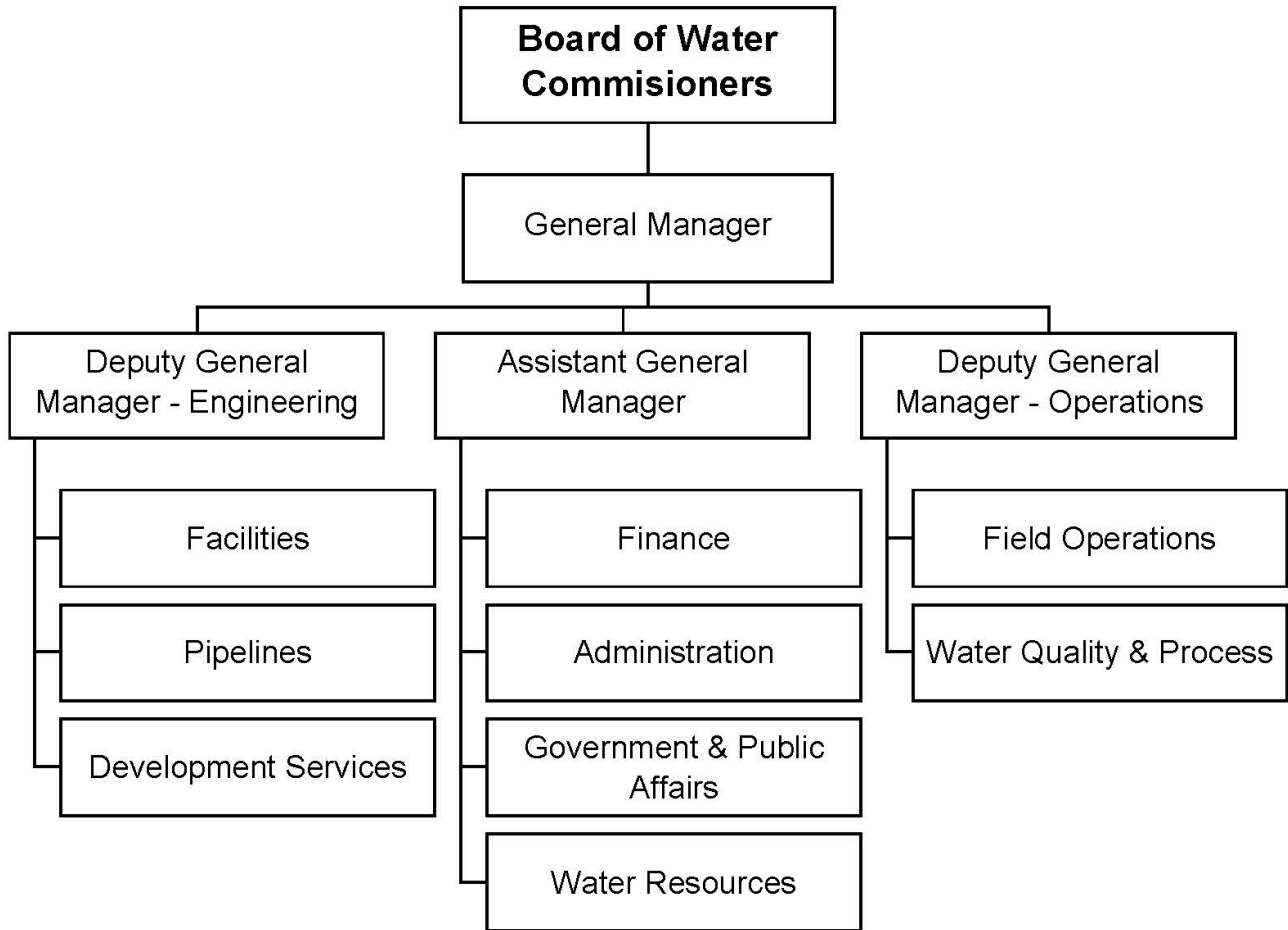 Board of Water
Commisioners
General Manager
Deputy General
Manager - Engineering
Assistant General
Manager
Deputy General
Manager - Operations
Facilities
Finance
Field Operations
Pipelines
Administration
Water Quality & Process
Development Services
Government & Public
Affairs
Water Resources